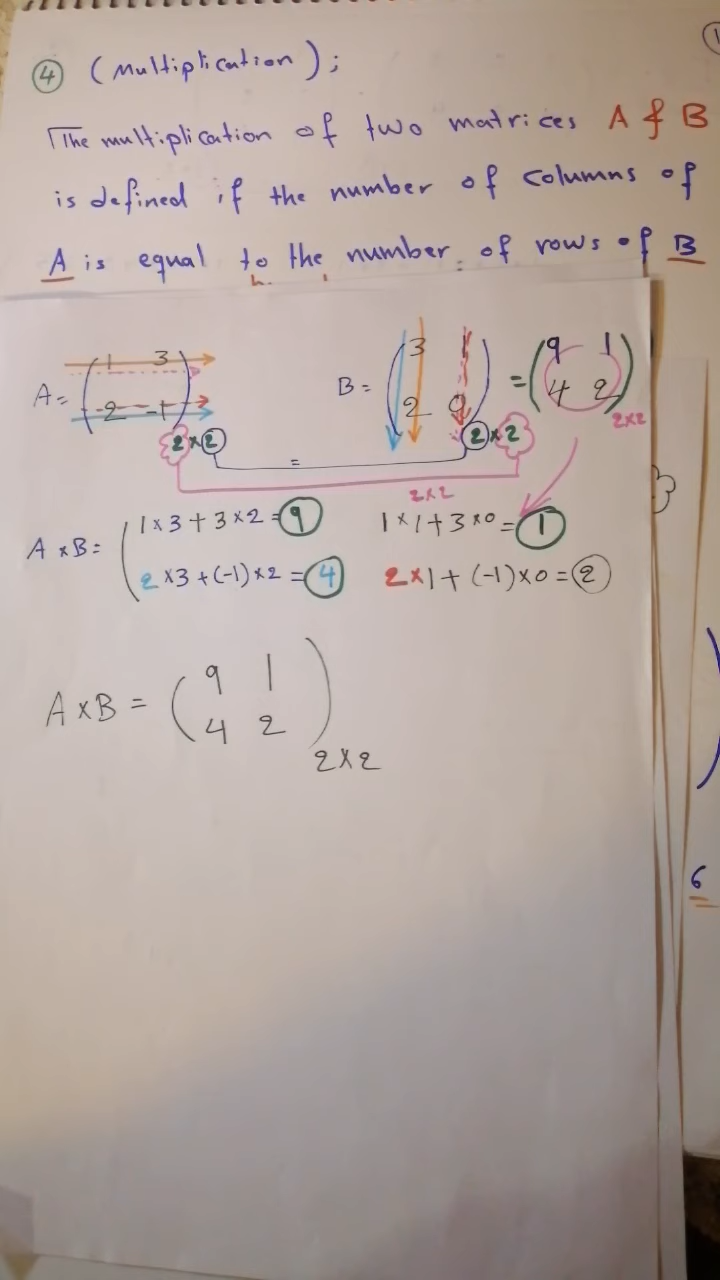 4 (Multiplication);
The multiplication of two matrices A & B
is defined if the number of columns of
A is equal to the number of rows of B
A= (1 3
2 -1) 2×2
B= (3 1
2 0) 2×2
= (9 1
4 2) 2×2
=
2×2
A×B= (1×3+3×2=9 1×1+3×0=1
2×3+(-1)×2=4 2×1+(-1)×0=2
A×B= (9 1
4 2) 2×2
6